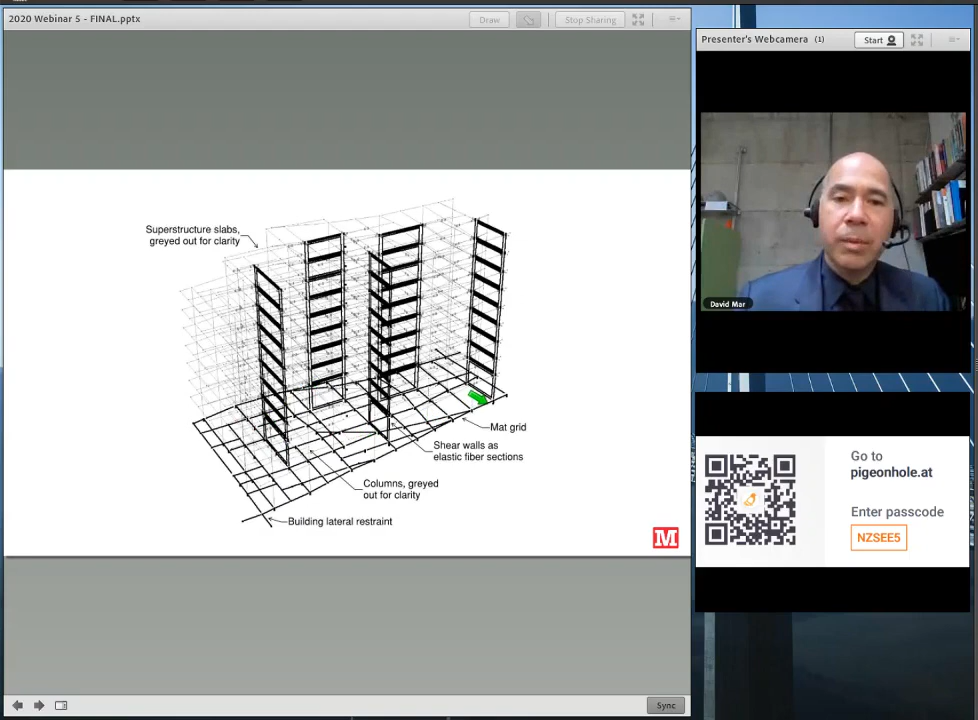 2020 Webinar 5 - FINAL.pptx
Draw
Stop Sharing
Superstructure slabs,
greyed out for clarity
Mat grid
Shear walls as
elastic fiber sections
Columns, greyed
out for clarity
Building lateral restraint
M
Sync
Presenter's Webcamera (1)
Start
David Mar
Go to
pigeonhole.at
Enter passcode
NZSEE5